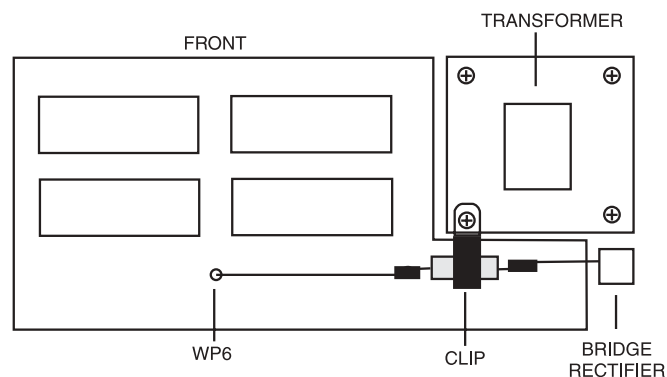 TRANSFORMER
FRONT
WP6
CLIP
BRIDGE
RECTIFIER